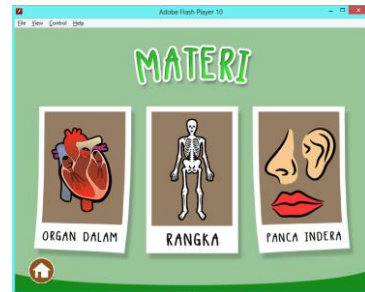 Adobe Flash Player 10
File View Control Help
MATERI
ORGAN DALAM
RANGKA
PANCA INDERA